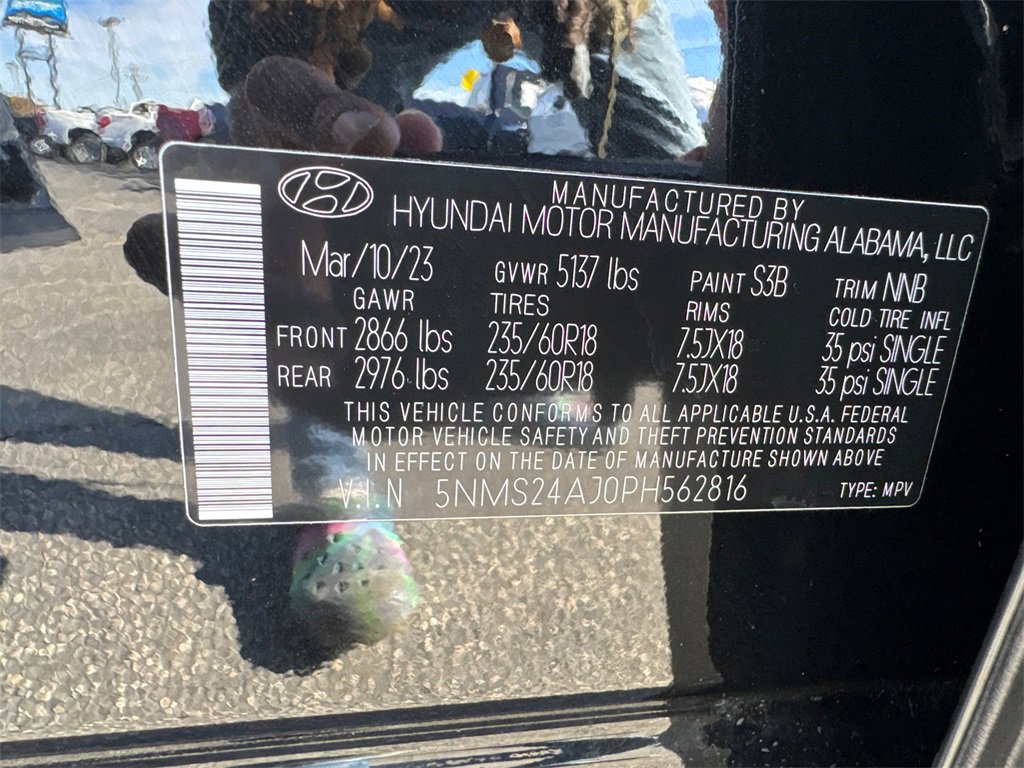 MANUFACTURED BY
HYUNDAI MOTOR MANUFACTURING ALABAMA, LLC
Mar/10/23 GVWR 5137 lbs PAINT S3B TRIM NNB
GAWR TIRES RIMS COLD TIRE INFL
FRONT 2866 lbs 235/60R18 7.5JX18 35 psi SINGLE
REAR 2976 lbs 235/60R18 7.5JX18 35 psi SINGLE
THIS VEHICLE CONFORMS TO ALL APPLICABLE U.S.A. FEDERAL
MOTOR VEHICLE SAFETY AND THEFT PREVENTION STANDARDS
IN EFFECT ON THE DATE OF MANUFACTURE SHOWN ABOVE
V.I.N 5NMS24AJ0PH562816 TYPE: MPV